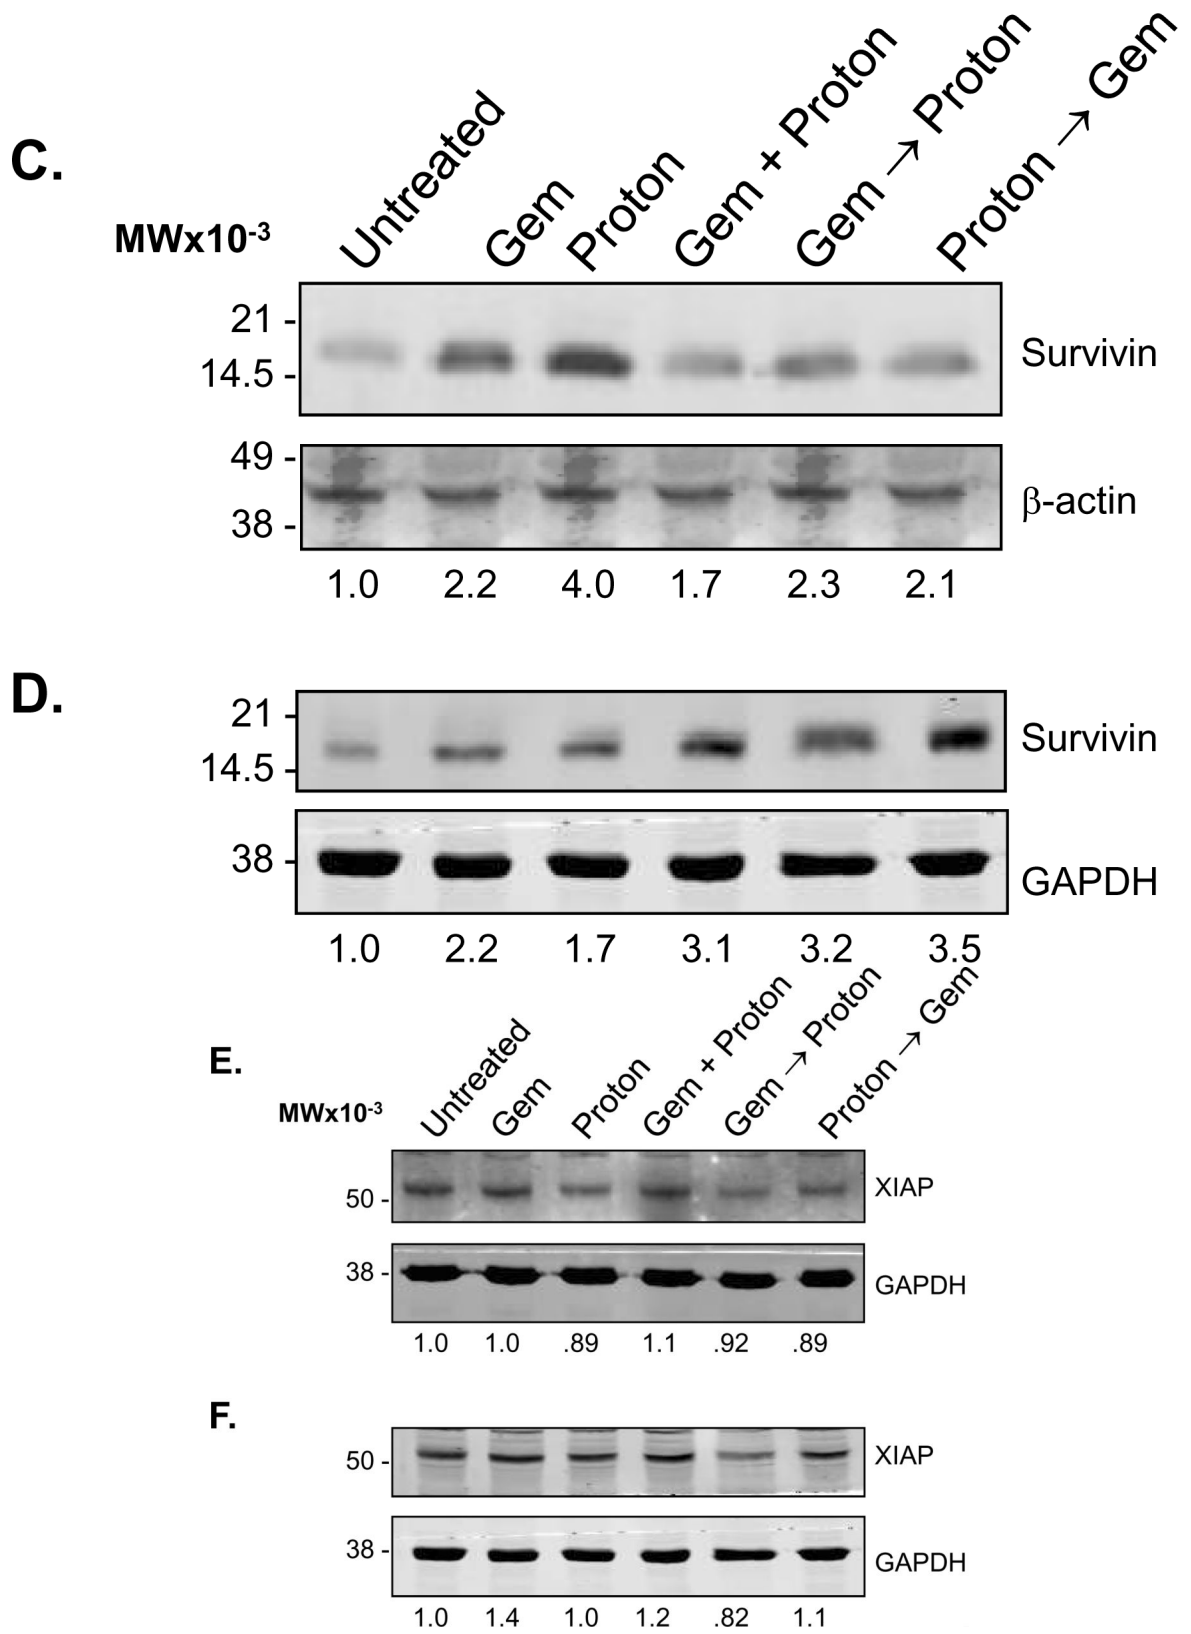 C.
MWx10-3
Untreated
Gem
Proton
Gem + Proton
Gem → Proton
Proton → Gem
21 -
14.5 -
Survivin
49 -
38 -
β-actin
1.0 2.2 4.0 1.7 2.3 2.1
D.
21 -
14.5 -
Survivin
38 -
GAPDH
1.0 2.2 1.7 3.1 3.2 3.5
E.
MWx10-3
Untreated
Gem
Proton
Gem + Proton
Gem → Proton
Proton → Gem
50 -
XIAP
38 -
GAPDH
1.0 1.0 .89 1.1 .92 .89
F.
50 -
XIAP
38 -
GAPDH
1.0 1.4 1.0 1.2 .82 1.1